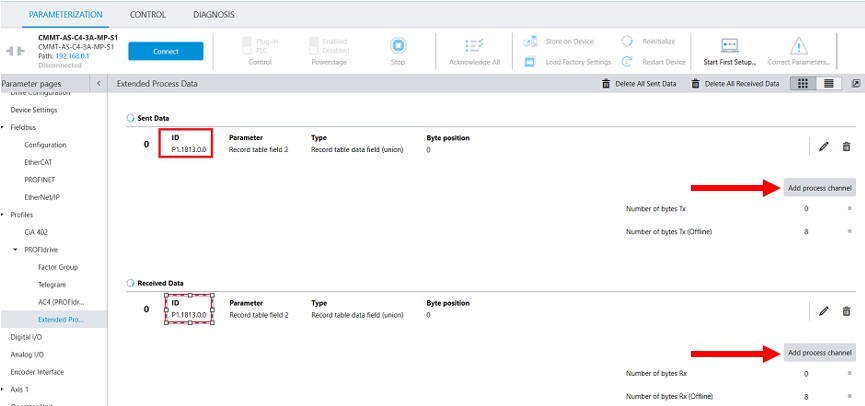 PARAMETERIZATION CONTROL DIAGNOSIS
CMMT-AS-C4-3A-MP-S1
CMMT-AS-C4-3A-MP-S1
Path: 192.168.0.1
Disconnected
Connect
Plug-in
PLC
Control
Enabled
Disabled
Powerstage
Stop
Acknowledge All
Store on Device
Load Factory Settings
Reinitialize
Restart Device
Start First Setup...
Correct Parameters...
Parameter pages
Extended Process Data
Delete All Sent Data
Delete All Received Data
Drive Configuration
Device Settings
Fieldbus
Configuration
EtherCAT
PROFINET
EtherNet/IP
Profiles
CiA 402
PROFIdrive
Factor Group
Telegram
AC4 (PROFIdr...
Extended Pro...
Digital I/O
Analog I/O
Encoder Interface
Axis 1
Operator Unit
Sent Data
ID Parameter Type Byte position
0 P1.1813.0.0 Record table field 2 Record table data field (union) 0
Add process channel
Number of bytes Tx 0
Number of bytes Tx (Offline) 8
Received Data
ID Parameter Type Byte position
0 P1.1813.0.0 Record table field 2 Record table data field (union) 0
Add process channel
Number of bytes Rx 0
Number of bytes Rx (Offline) 8